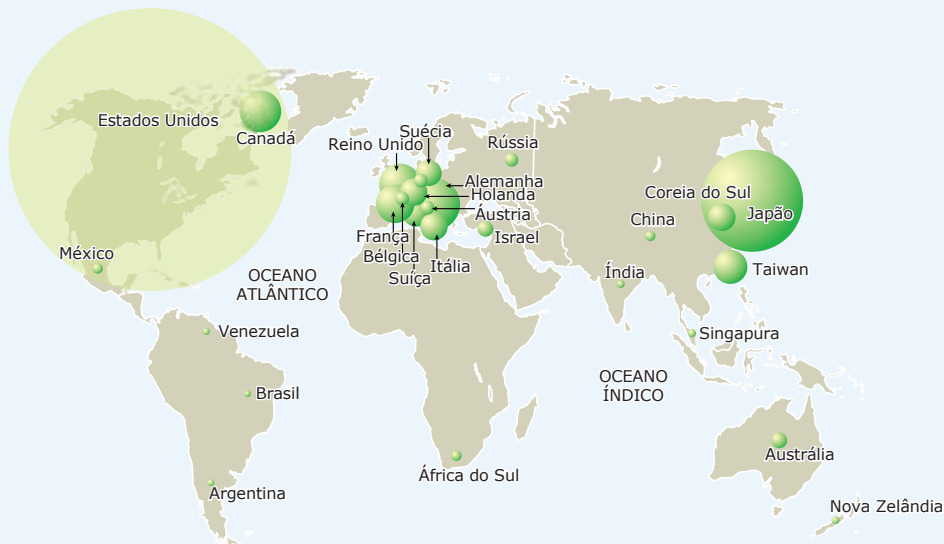 Estados Unidos
Canadá
Reino Unido
Suécia
Rússia
Alemanha
Holanda
Áustria
Israel
França
Bélgica
Suíça
Itália
Coreia do Sul
Japão
China
Taiwan
Índia
Singapura
México
OCEANO
ATLÂNTICO
Venezuela
Brasil
Argentina
África do Sul
OCEANO
ÍNDICO
Austrália
Nova Zelândia